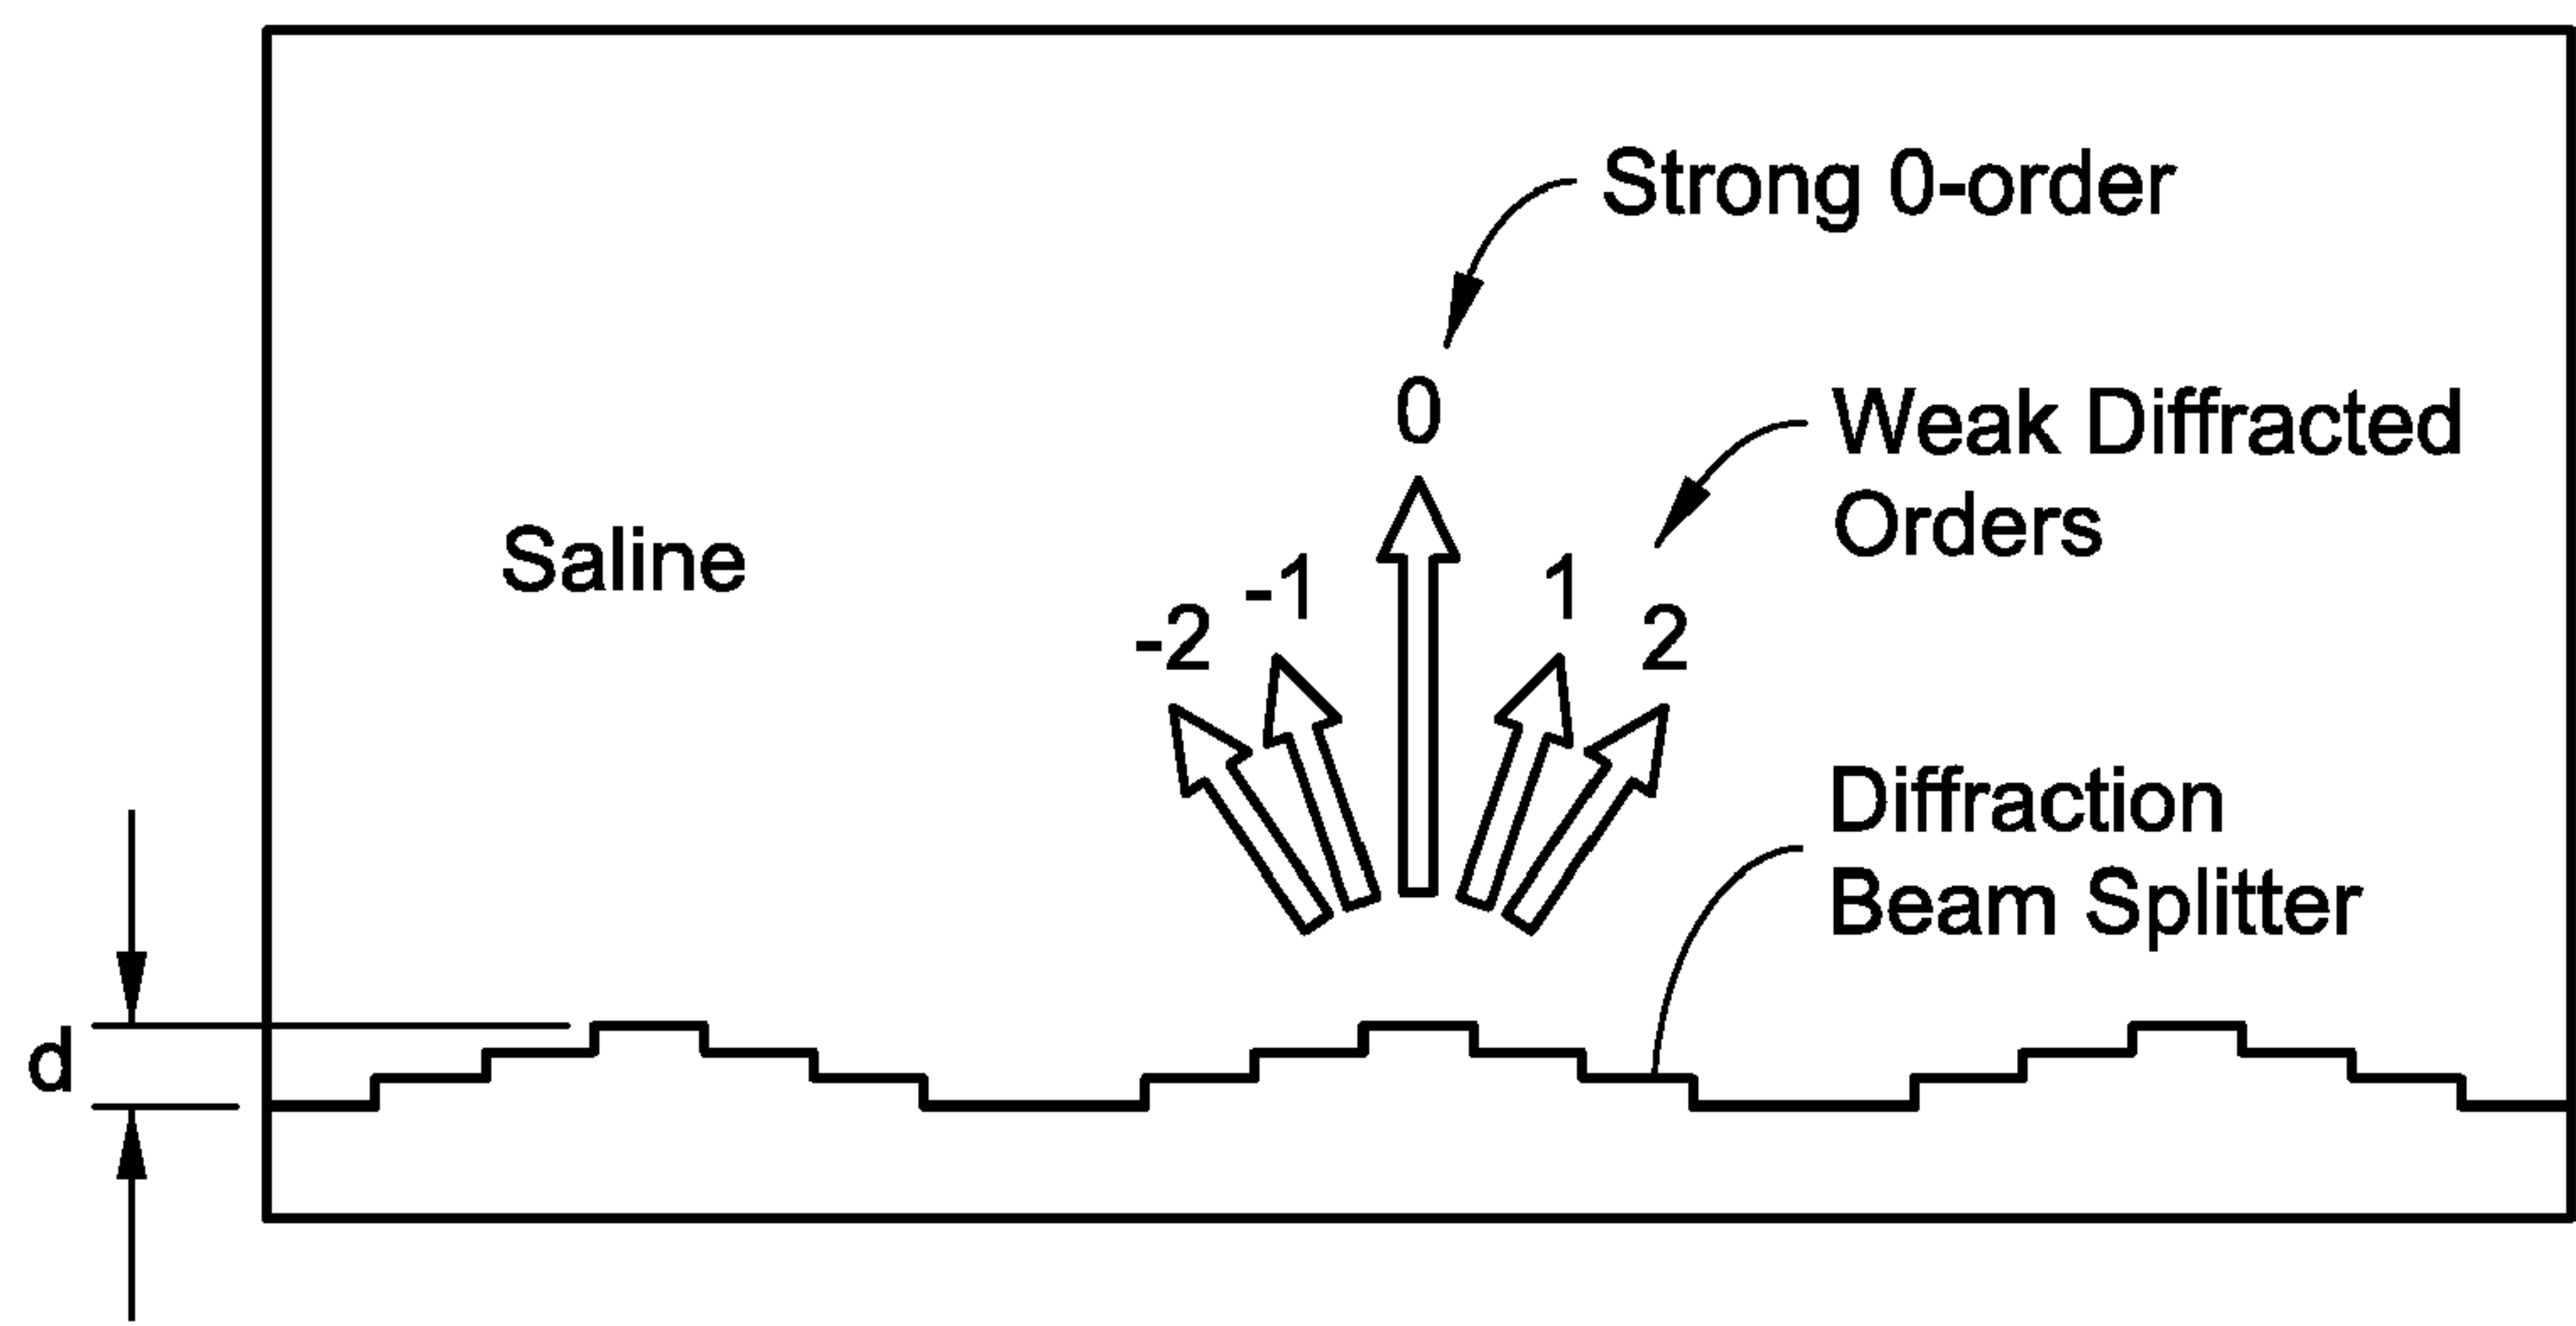 Strong 0-order
0
Weak Diffracted
Orders
Saline
-2 -1 1 2
Diffraction
Beam Splitter
d